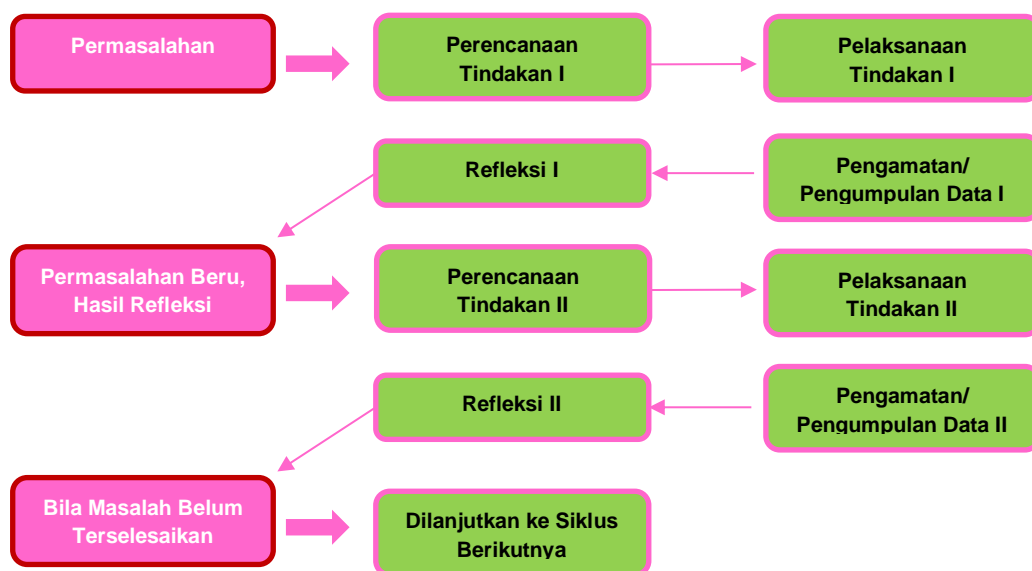 Permasalahan
Perencanaan
Tindakan I
Pelaksanaan
Tindakan I
Refleksi I
Pengamatan/
Pengumpulan Data I
Permasalahan Beru,
Hasil Refleksi
Perencanaan
Tindakan II
Pelaksanaan
Tindakan II
Refleksi II
Pengamatan/
Pengumpulan Data II
Bila Masalah Belum
Terselesaikan
Dilanjutkan ke Siklus
Berikutnya